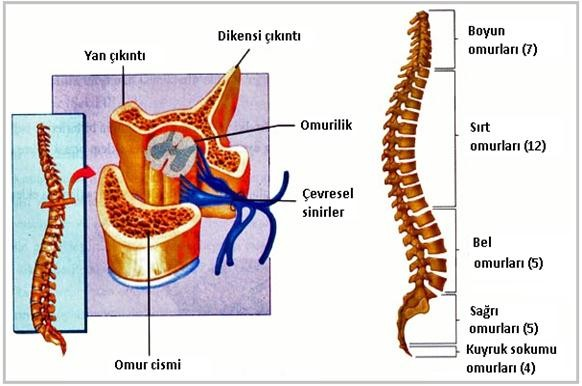 Dikensi çıkıntı
Yan çıkıntı
Omurilik
Çevresel
sinirler
Omur cismi
Boyun
omurları (7)
Sırt
omurları (12)
Bel
omurları (5)
Sağrı
omurları (5)
Kuyruk sokumu
omurları (4)